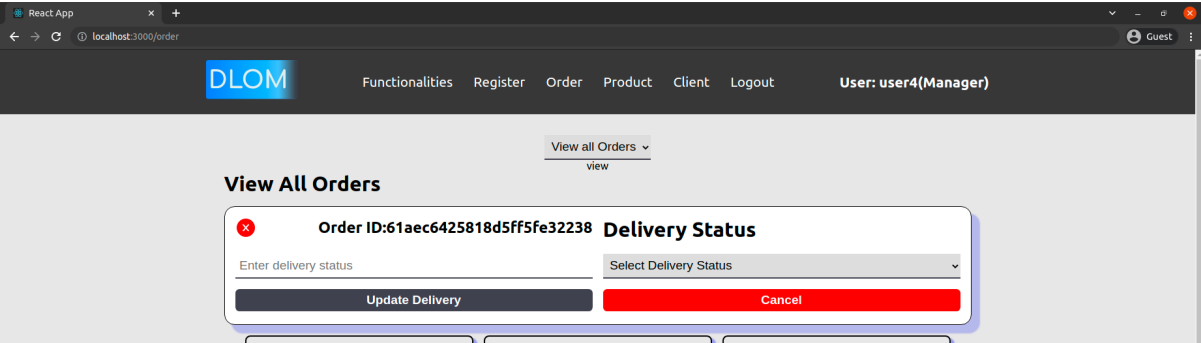 React App
localhost:3000/order
Guest
DLOM
Functionalities Register Order Product Client Logout User: user4(Manager)
View all Orders
view
View All Orders
Order ID:61aec6425818d5ff5fe32238 Delivery Status
Enter delivery status Select Delivery Status
Update Delivery Cancel